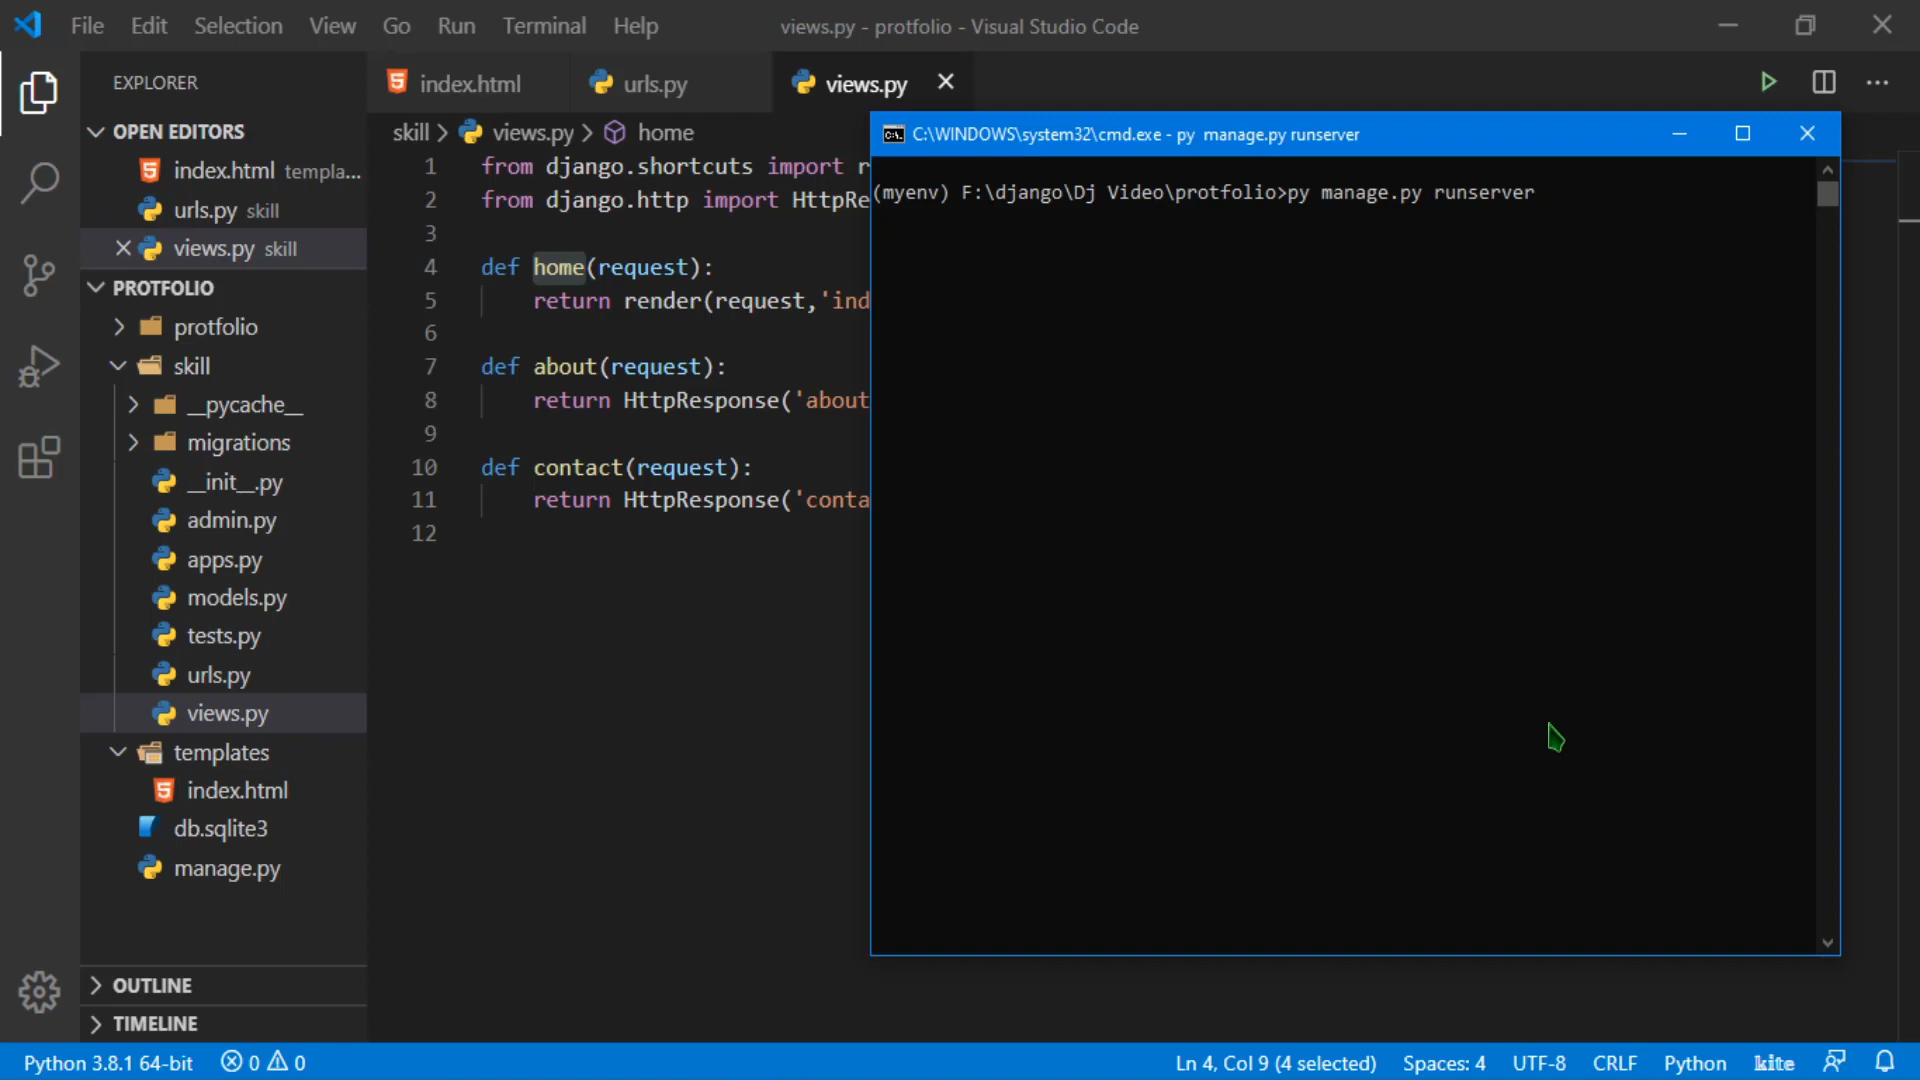 File Edit Selection View Go Run Terminal Help
views.py - protfolio - Visual Studio Code
EXPLORER
OPEN EDITORS
index.html templa...
urls.py skill
views.py skill
PROTFOLIO
protfolio
skill
__pycache__
migrations
__init__.py
admin.py
apps.py
models.py
tests.py
urls.py
views.py
templates
index.html
db.sqlite3
manage.py
OUTLINE
TIMELINE
index.html urls.py views.py
skill > views.py > home
1 from django.shortcuts import r
2 from django.http import HttpRe
3
4 def home(request):
5 return render(request,'ind
6
7 def about(request):
8 return HttpResponse('about
9
10 def contact(request):
11 return HttpResponse('conta
12
C:\WINDOWS\system32\cmd.exe - py manage.py runserver
(myenv) F:\django\Dj Video\protfolio>py manage.py runserver
Python 3.8.1 64-bit 0 0 Ln 4, Col 9 (4 selected) Spaces: 4 UTF-8 CRLF Python kite